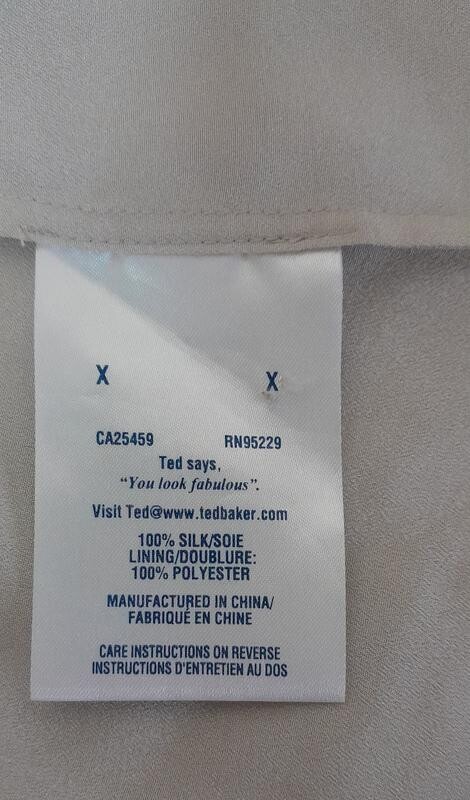 X X
CA25459 RN95229
Ted says,
“You look fabulous”.
Visit Ted@www.tedbaker.com
100% SILK/SOIE
LINING/DOUBLURE:
100% POLYESTER
MANUFACTURED IN CHINA/
FABRIQUÉ EN CHINE
CARE INSTRUCTIONS ON REVERSE
INSTRUCTIONS D'ENTRETIEN AU DOS